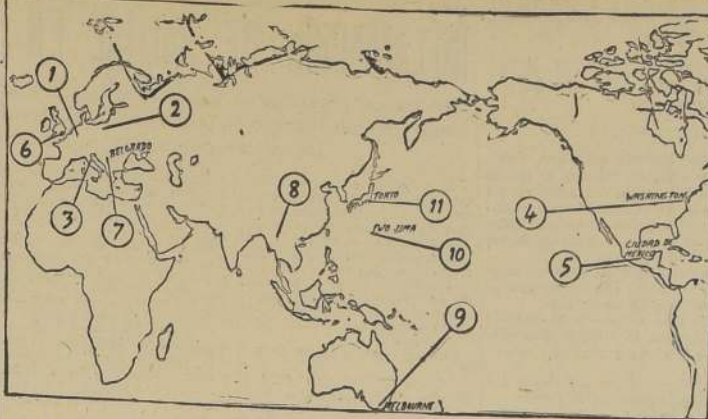 1
2
6
BELGRADO
3
7
8
TOKIO
11
WASHINGTON
4
IWO-JIMA
10
CIUDAD DE
MEXICO
5
9
MELBOURNE